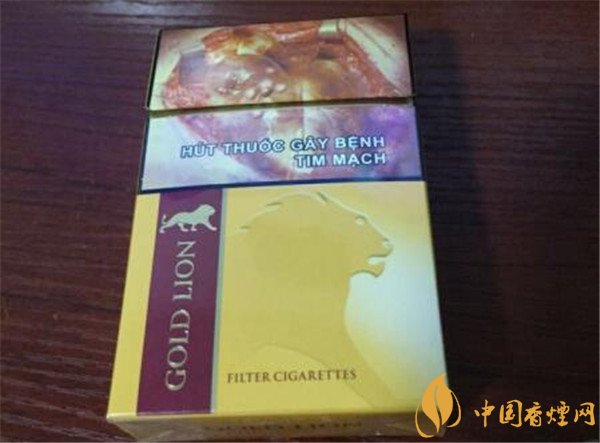 HÚT THUỐC GÂY BỆNH
TIM MẠCH
GOLD LION
FILTER CIGARETTES
中国香烟网